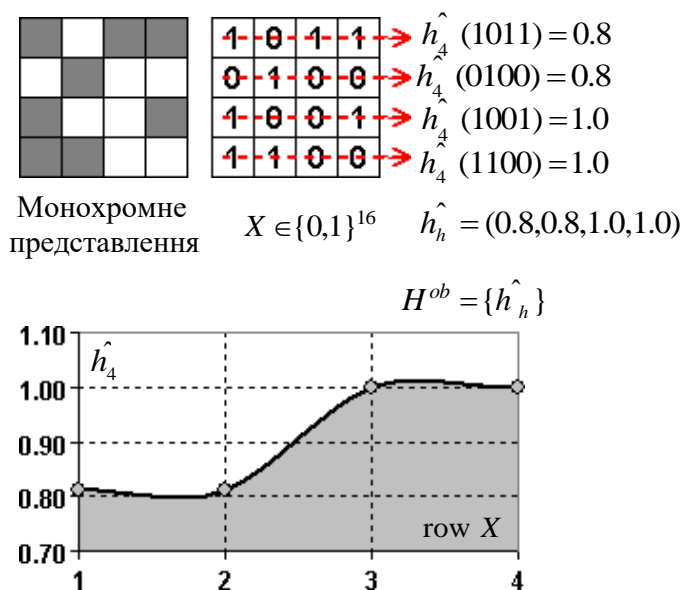 1 0 1 1 ĥ₄ (1011) = 0.8
0 1 0 0 ĥ₄ (0100) = 0.8
1 0 0 1 ĥ₄ (1001) = 1.0
1 1 0 0 ĥ₄ (1100) = 1.0
Монохромне
представлення
X ∈ {0,1}¹⁶
ĥₕ = (0.8,0.8,1.0,1.0)
Hᵒᵇ = {ĥₕ}
1.10
ĥ₄
1.00
0.90
0.80
row X
0.70
1 2 3 4